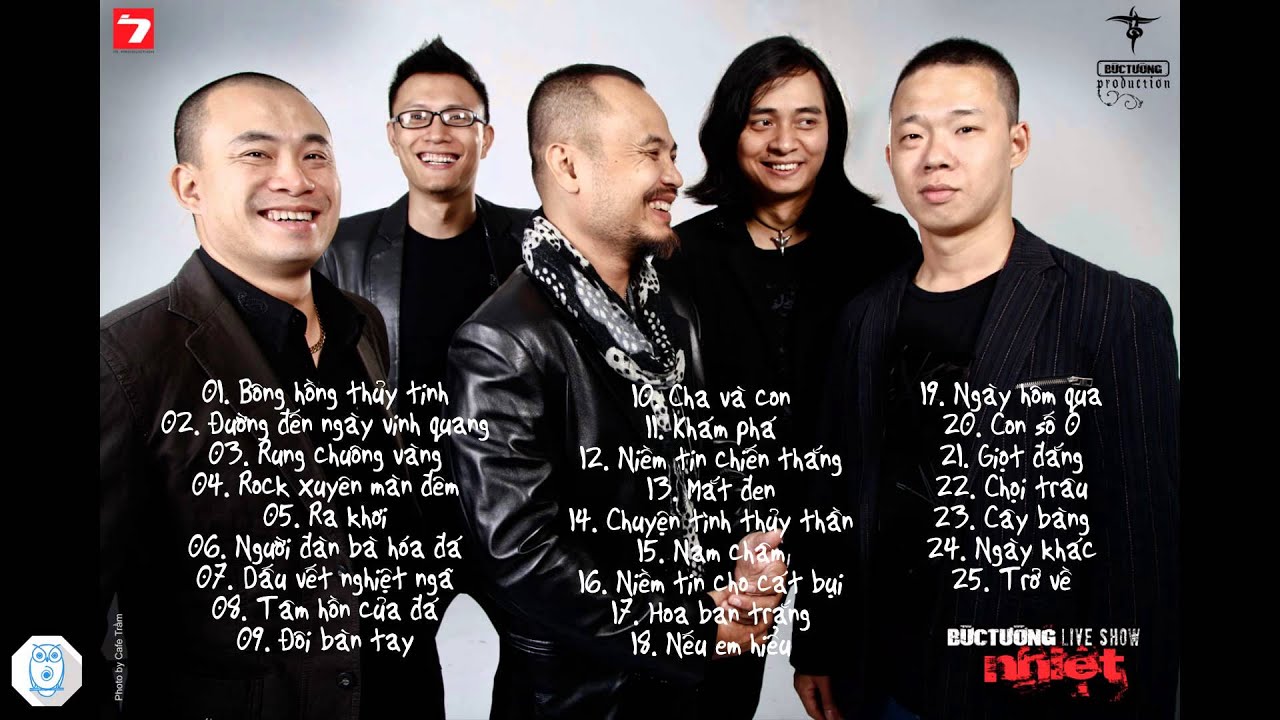 BỨCTƯỜNG
production
01. Bông hồng thủy tinh
02. Đường đến ngày vinh quang
03. Rung chuông vàng
04. Rock xuyên màn đêm
05. Ra khơi
06. Người đàn bà hóa đá
07. Dấu vết nghiệt ngã
08. Tâm hồn của đá
09. Đôi bàn tay
10. Cha và con
11. Khám phá
12. Niềm tin chiến thắng
13. Mắt đen
14. Chuyện tình thủy thần
15. Nam châm
16. Niềm tin cho cát bụi
17. Hoa ban trắng
18. Nếu em hiểu
19. Ngày hôm qua
20. Con số 0
21. Giọt đắng
22. Chọi trâu
23. Cây bàng
24. Ngày khác
25. Trở về
BỨCTƯỜNG LIVE SHOW
nhiệt
Photo by Cafe Trầm